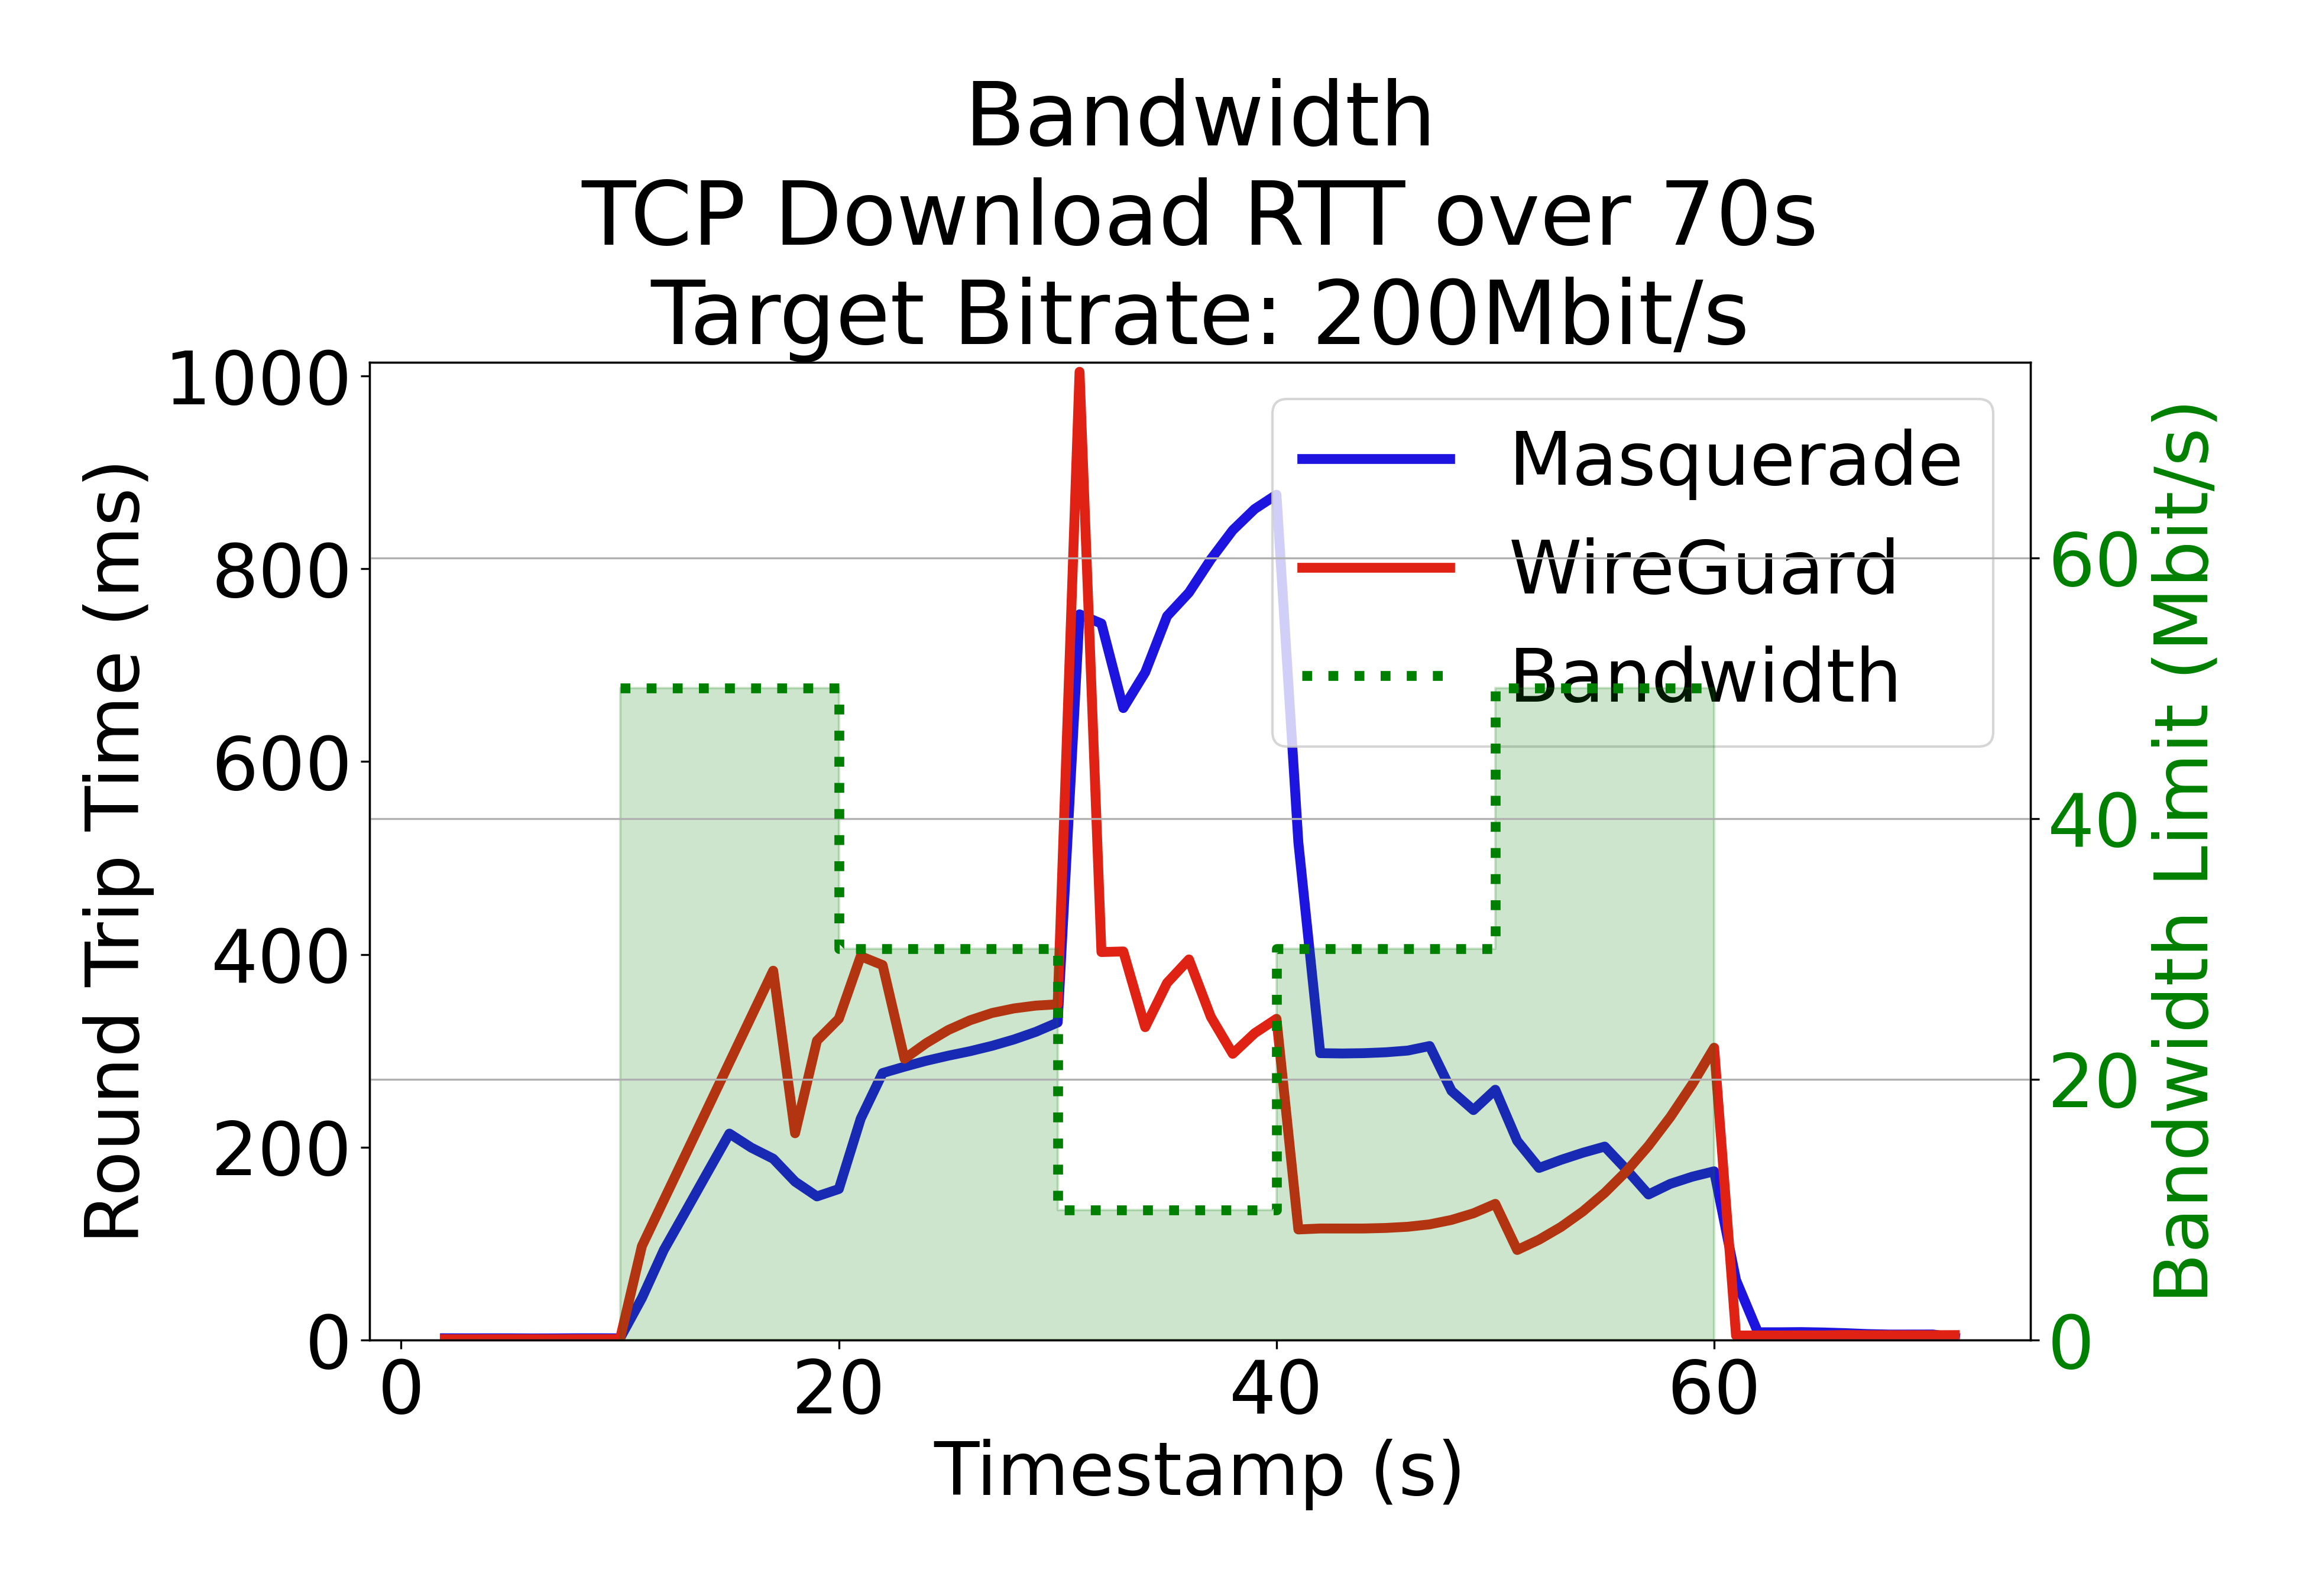 Bandwidth
TCP Download RTT over 70s
Target Bitrate: 200Mbit/s
Round Trip Time (ms)
1000
800
600
400
200
0
Masquerade
WireGuard
Bandwidth
60
40
20
0
Bandwidth Limit (Mbit/s)
0 20 40 60
Timestamp (s)